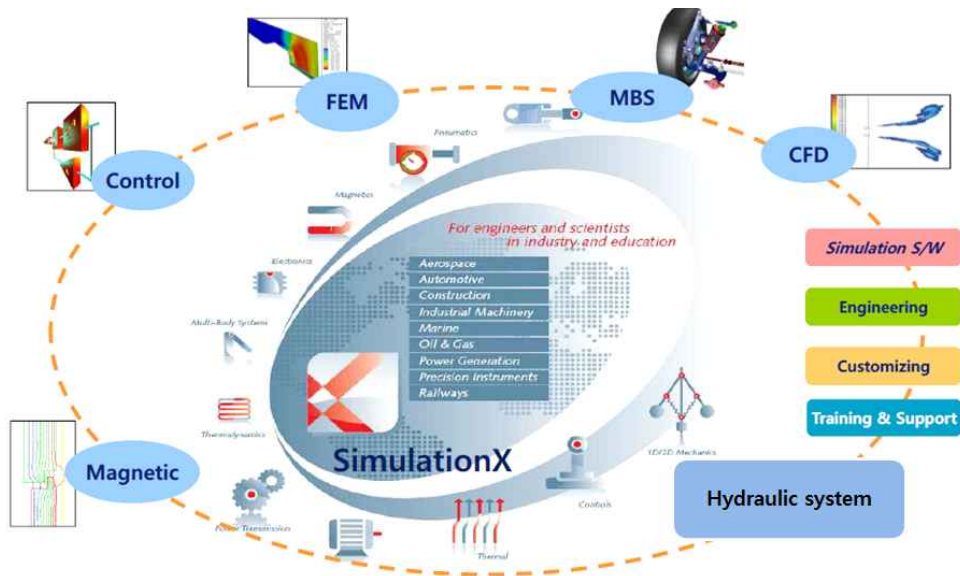 FEM
MBS
CFD
Control
Magnetic
Pneumatics
Magnetics
Electronics
Multi-Body Systems
Thermodynamics
Power Transmission
Thermal
Controls
1D/2D Mechanics
For engineers and scientists
in industry and education
Aerospace
Automotive
Construction
Industrial Machinery
Marine
Oil & Gas
Power Generation
Precision Instruments
Railways
SimulationX
Simulation S/W
Engineering
Customizing
Training & Support
Hydraulic system